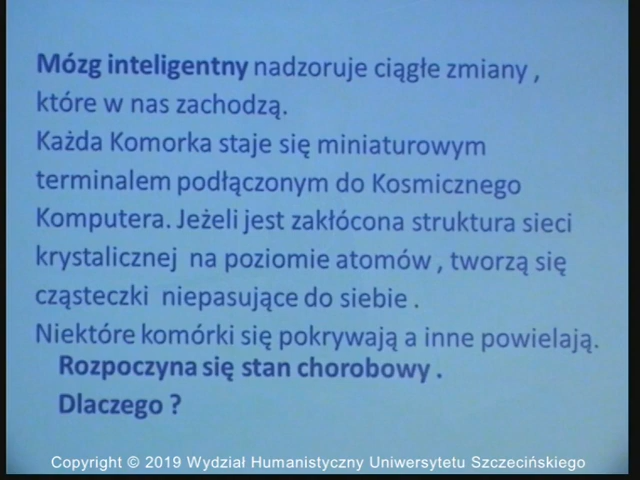 Mózg inteligentny nadzoruje ciągłe zmiany ,
które w nas zachodzą.
Każda Komorka staje się miniaturowym
terminalem podłączonym do Kosmicznego
Komputera. Jeżeli jest zakłócona struktura sieci
krystalicznej na poziomie atomów , tworzą się
cząsteczki niepasujące do siebie .
Niektóre komórki się pokrywają a inne powielają.
Rozpoczyna się stan chorobowy .
Dlaczego ?
Copyright © 2019 Wydział Humanistyczny Uniwersytetu Szczecińskiego